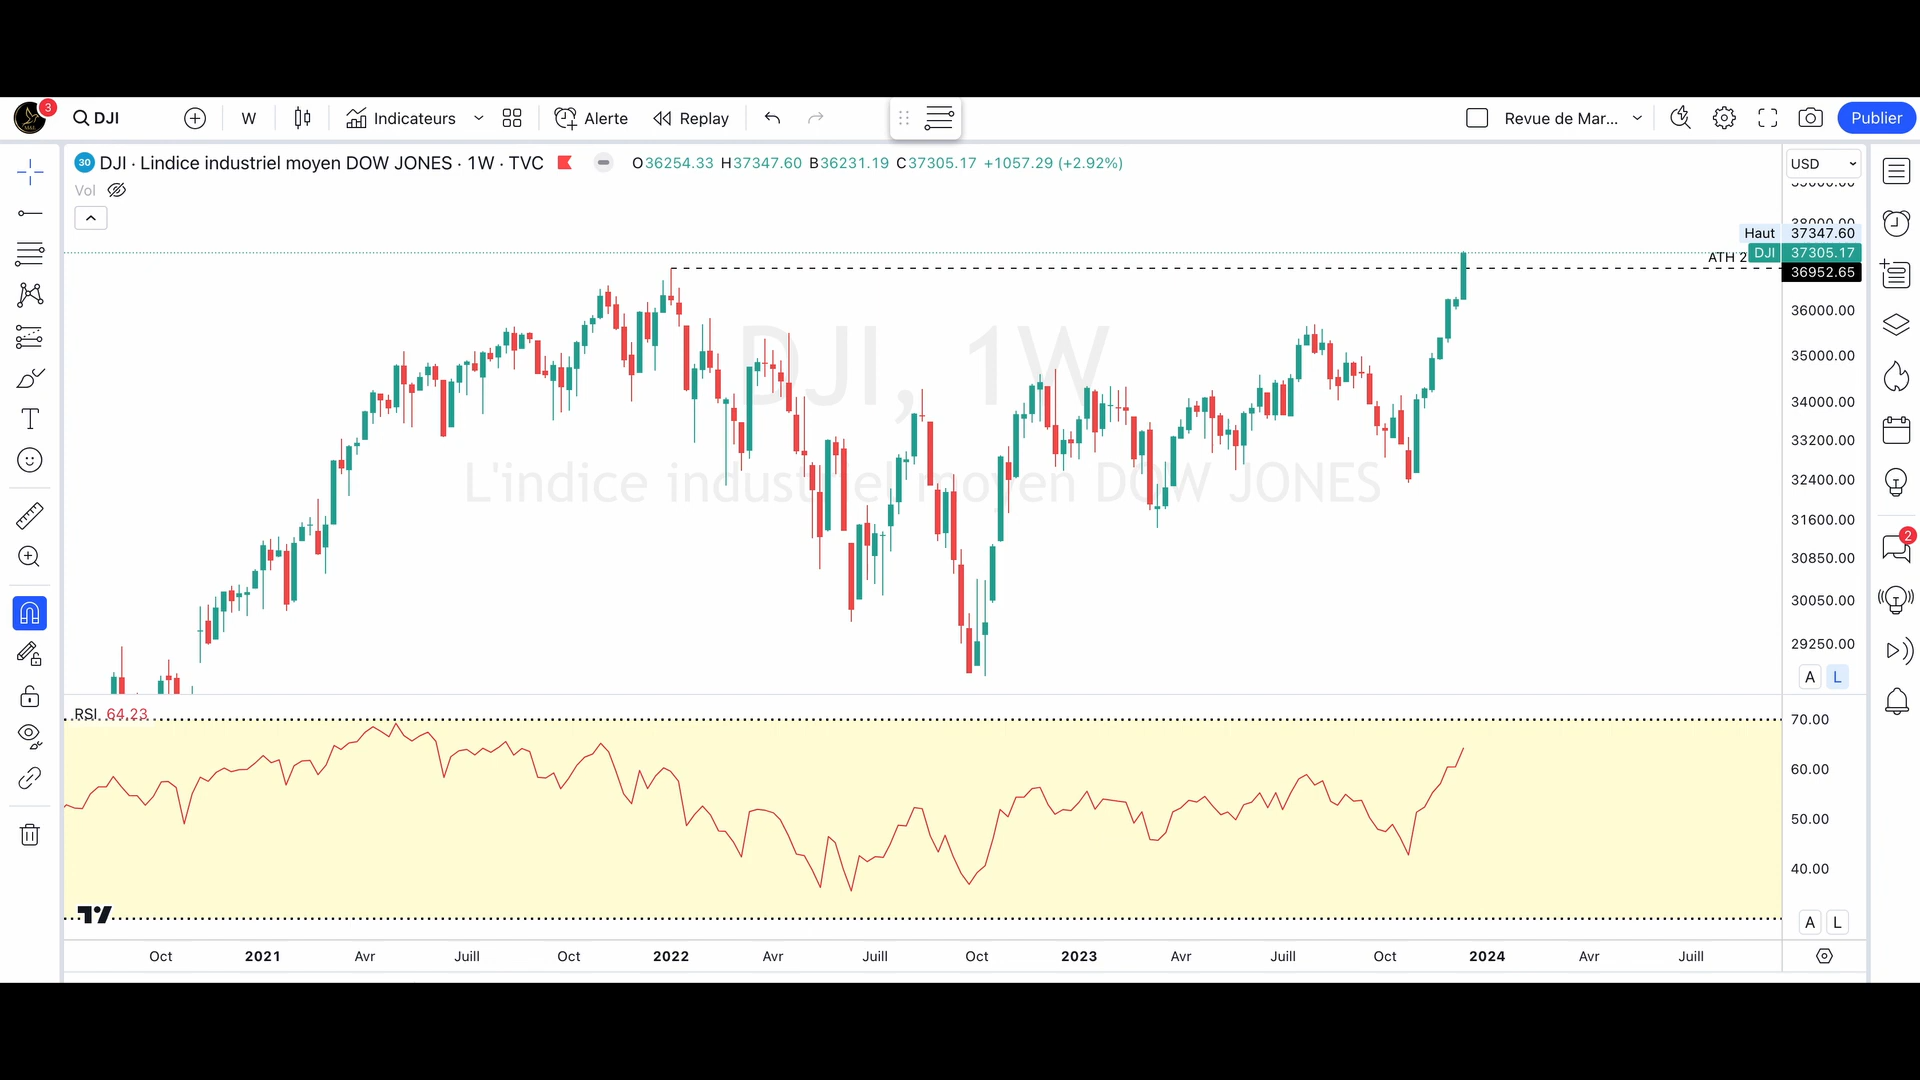 3 DJI W Indicateurs Alerte Replay Revue de Mar... Publier
30 DJI · Lindice industriel moyen DOW JONES · 1W · TVC O36254.33 H37347.60 B36231.19 C37305.17 +1057.29 (+2.92%) USD
Vol
Haut 37347.60
ATH 2 DJI 37305.17
36952.65
36000.00
DJI, 1W
35000.00
34000.00
33200.00
L'indice industriel moyen DOW JONES
32400.00
31600.00
2
30850.00
30050.00
29250.00
A L
RSI 64.23
70.00
60.00
50.00
40.00
A L
Oct 2021 Avr Juill Oct 2022 Avr Juill Oct 2023 Avr Juill Oct 2024 Avr Juill